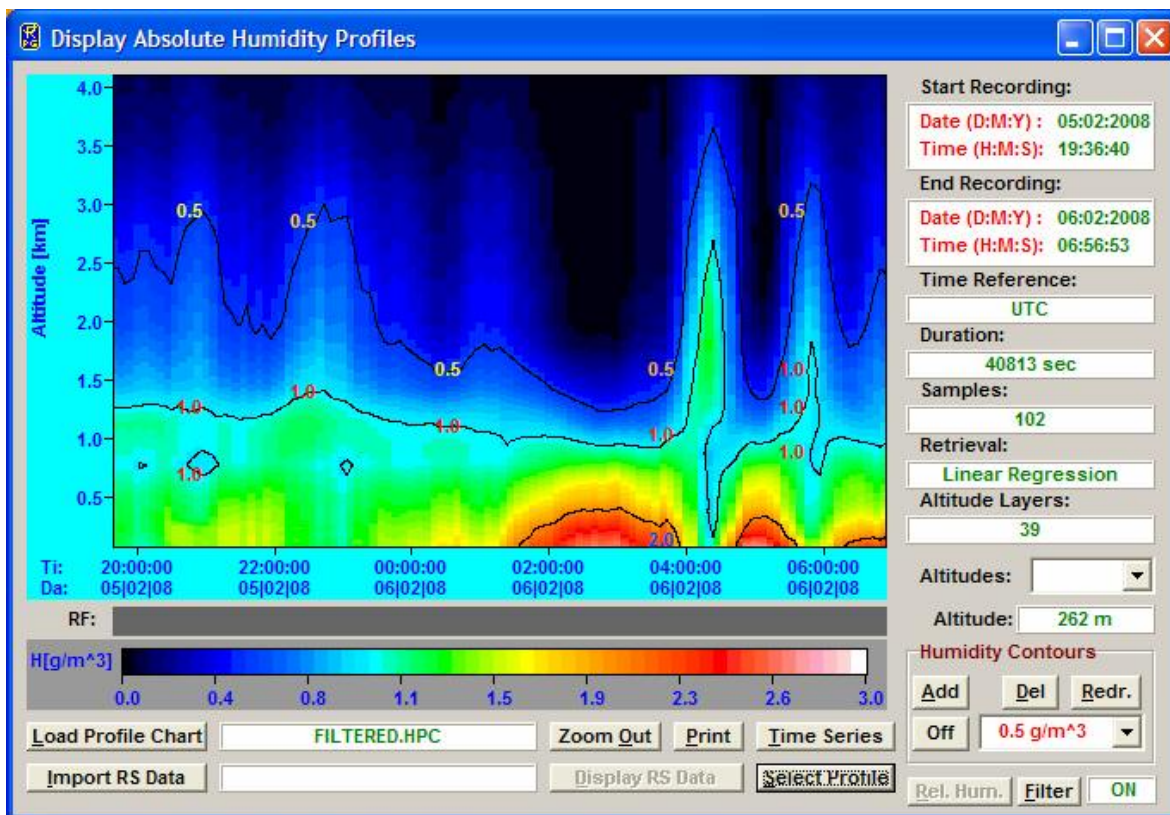 Display Absolute Humidity Profiles
Altitude [km]
4.0
3.5
3.0
2.5
2.0
1.5
1.0
0.5
0.5
0.5
0.5
0.5
0.5
1.0
1.0
1.0
1.0
1.0
1.0
1.0
1.0
2.0
Ti: 20:00:00 22:00:00 00:00:00 02:00:00 04:00:00 06:00:00
Da: 05|02|08 05|02|08 06|02|08 06|02|08 06|02|08 06|02|08
RF:
H[g/m^3]
0.0 0.4 0.8 1.1 1.5 1.9 2.3 2.6 3.0
Load Profile Chart FILTERED.HPC Zoom Out Print Time Series
Import RS Data Display RS Data Select Profile
Start Recording:
Date (D:M:Y) : 05:02:2008
Time (H:M:S): 19:36:40
End Recording:
Date (D:M:Y) : 06:02:2008
Time (H:M:S): 06:56:53
Time Reference:
UTC
Duration:
40813 sec
Samples:
102
Retrieval:
Linear Regression
Altitude Layers:
39
Altitudes:
Altitude: 262 m
Humidity Contours
Add Del Redr.
Off 0.5 g/m^3
Rel. Hum. Filter ON